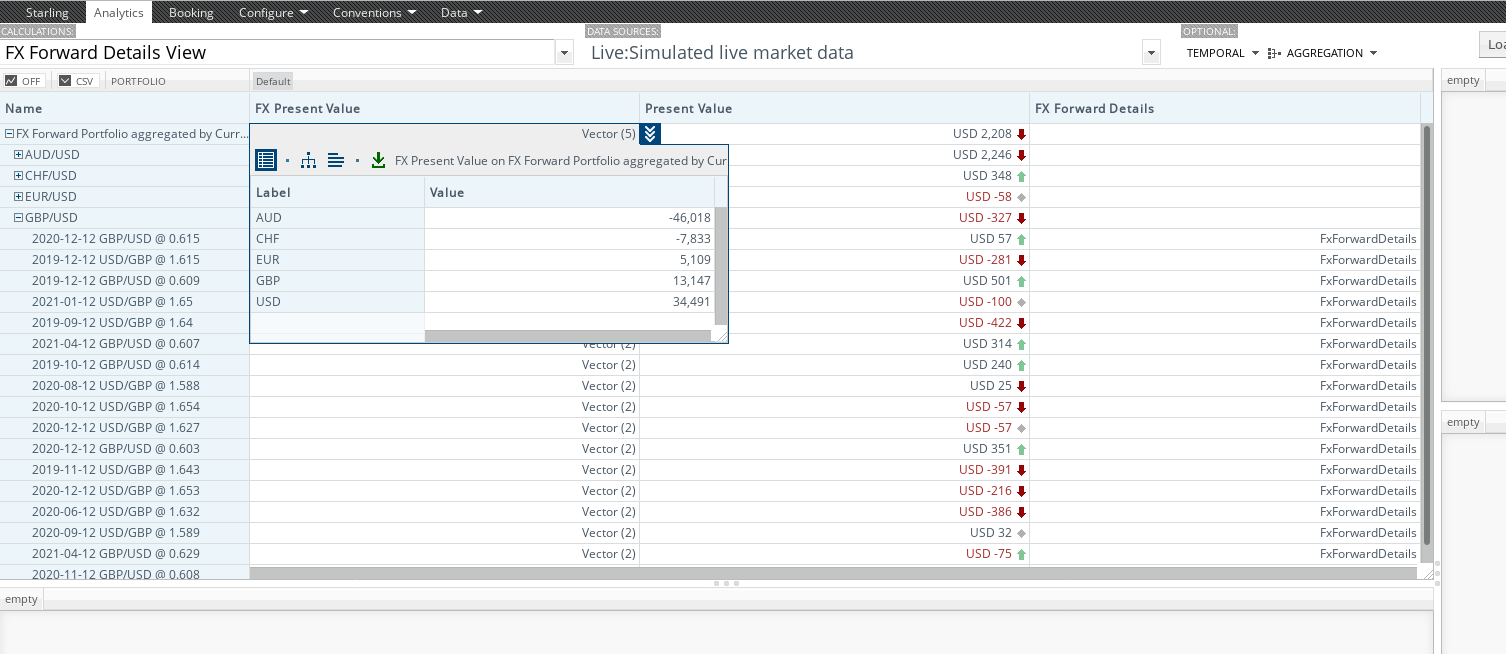 Starling Analytics Booking Configure Conventions Data
CALCULATIONS: DATA SOURCES: OPTIONAL:
FX Forward Details View Live:Simulated live market data TEMPORAL AGGREGATION Loa
OFF CSV PORTFOLIO Default empty
Name FX Present Value Present Value FX Forward Details
FX Forward Portfolio aggregated by Curr... Vector (5) USD 2,208
AUD/USD USD 2,246
FX Present Value on FX Forward Portfolio aggregated by Cur
CHF/USD USD 348
EUR/USD Label Value USD -58
GBP/USD AUD -46,018 USD -327
2020-12-12 GBP/USD @ 0.615 CHF -7,833 USD 57 FxForwardDetails
2019-12-12 USD/GBP @ 1.615 EUR 5,109 USD -281 FxForwardDetails
2019-12-12 GBP/USD @ 0.609 GBP 13,147 USD 501 FxForwardDetails
2021-01-12 USD/GBP @ 1.65 USD 34,491 USD -100 FxForwardDetails
2019-09-12 USD/GBP @ 1.64 USD -422 FxForwardDetails
2021-04-12 GBP/USD @ 0.607 Vector (2) USD 314 FxForwardDetails
2019-10-12 GBP/USD @ 0.614 Vector (2) USD 240 FxForwardDetails
2020-08-12 USD/GBP @ 1.588 Vector (2) USD 25 FxForwardDetails
2020-10-12 USD/GBP @ 1.654 Vector (2) USD -57 FxForwardDetails
2020-12-12 USD/GBP @ 1.627 Vector (2) USD -57 FxForwardDetails
empty
2020-12-12 GBP/USD @ 0.603 Vector (2) USD 351 FxForwardDetails
2019-11-12 USD/GBP @ 1.643 Vector (2) USD -391 FxForwardDetails
2020-12-12 USD/GBP @ 1.653 Vector (2) USD -216 FxForwardDetails
2020-06-12 USD/GBP @ 1.632 Vector (2) USD -386 FxForwardDetails
2020-09-12 USD/GBP @ 1.589 Vector (2) USD 32 FxForwardDetails
2021-04-12 GBP/USD @ 0.629 Vector (2) USD -75 FxForwardDetails
2020-11-12 GBP/USD @ 0.608
empty